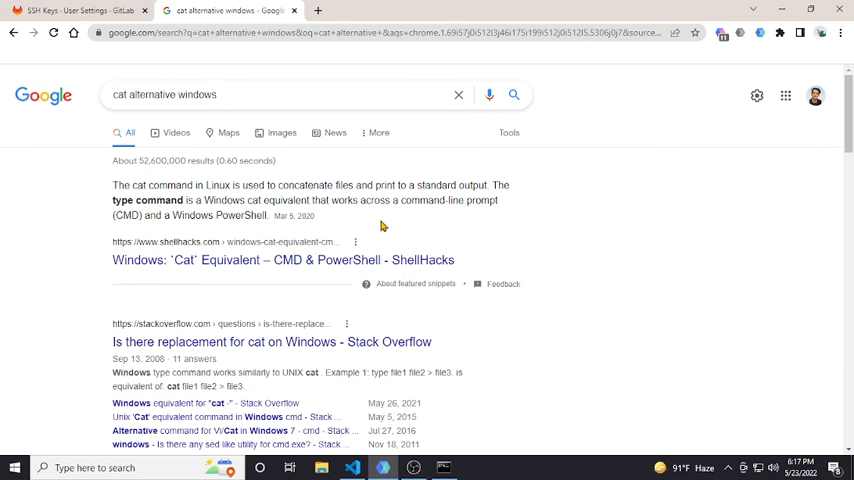 SSH Keys - User Settings - GitLab
cat alternative windows - Google
google.com/search?q=cat+alternative+windows&oq=cat+alternative+&aqs=chrome.1.69i57j0i512l3j46i175i199i512j0i512l5.5306j0j7&source...
11
Google
cat alternative windows
All
Videos
Maps
Images
News
More
Tools
About 52,600,000 results (0.60 seconds)
The cat command in Linux is used to concatenate files and print to a standard output. The
type command is a Windows cat equivalent that works across a command-line prompt
(CMD) and a Windows PowerShell. Mar 5, 2020
https://www.shellhacks.com › windows-cat-equivalent-cm...
Windows: `Cat` Equivalent – CMD & PowerShell - ShellHacks
About featured snippets • Feedback
https://stackoverflow.com › questions › is-there-replace...
Is there replacement for cat on Windows - Stack Overflow
Sep 13, 2008 · 11 answers
Windows type command works similarly to UNIX cat . Example 1: type file1 file2 > file3. is
equivalent of: cat file1 file2 > file3.
Windows equivalent for "cat -" - Stack Overflow May 26, 2021
Unix 'Cat' equivalent command in Windows cmd - Stack ... May 5, 2015
Alternative command for Vi/Cat in Windows 7 - cmd - Stack ... Jul 27, 2016
windows - Is there any sed like utility for cmd.exe? - Stack ... Nov 18, 2011
Type here to search
91°F Haze
6:17 PM
5/23/2022
8